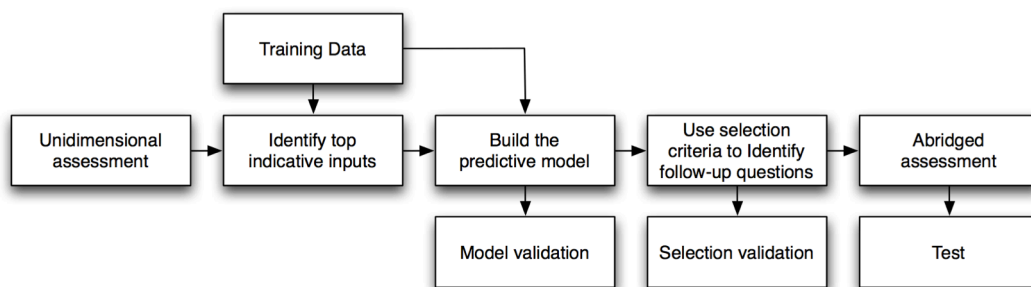 Training Data
Unidimensional
assessment
Identify top
indicative inputs
Build the
predictive model
Use selection
criteria to Identify
follow-up questions
Abridged
assessment
Model validation
Selection validation
Test